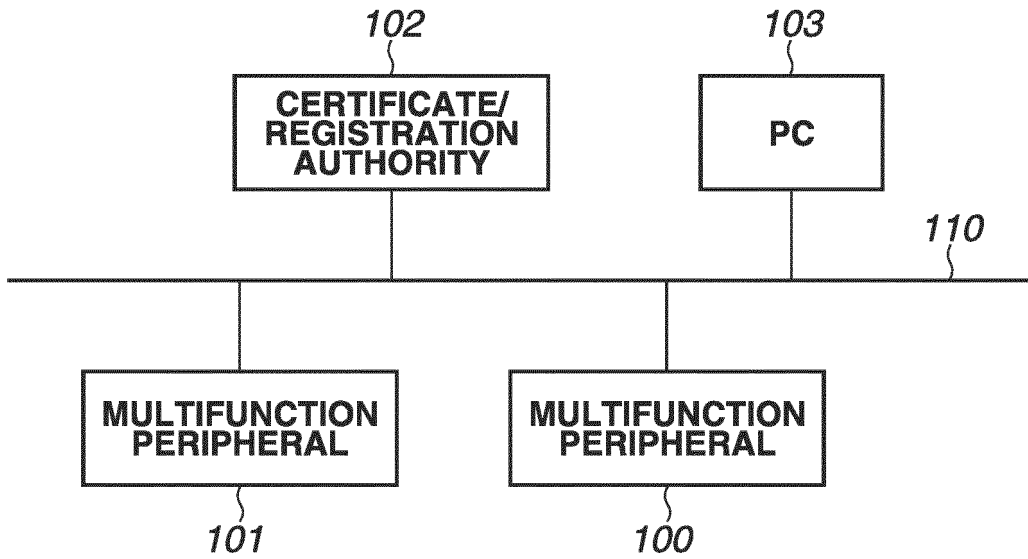 102
103
CERTIFICATE/
REGISTRATION
AUTHORITY
PC
110
MULTIFUNCTION
PERIPHERAL
MULTIFUNCTION
PERIPHERAL
101
100